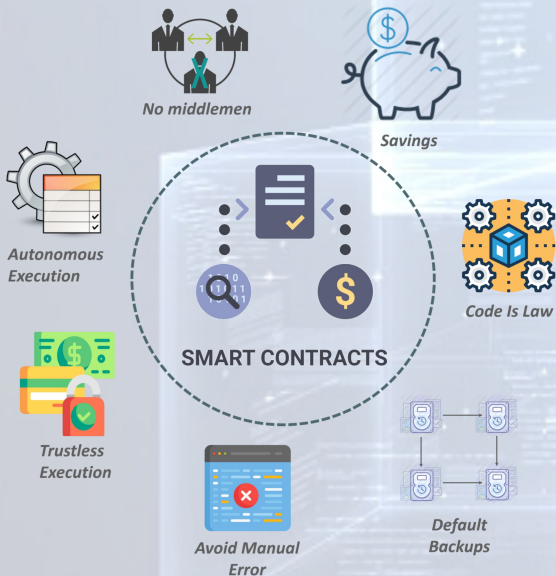 No middlemen
Savings
Autonomous
Execution
Code Is Law
SMART CONTRACTS
Trustless
Execution
Default
Backups
Avoid Manual
Error